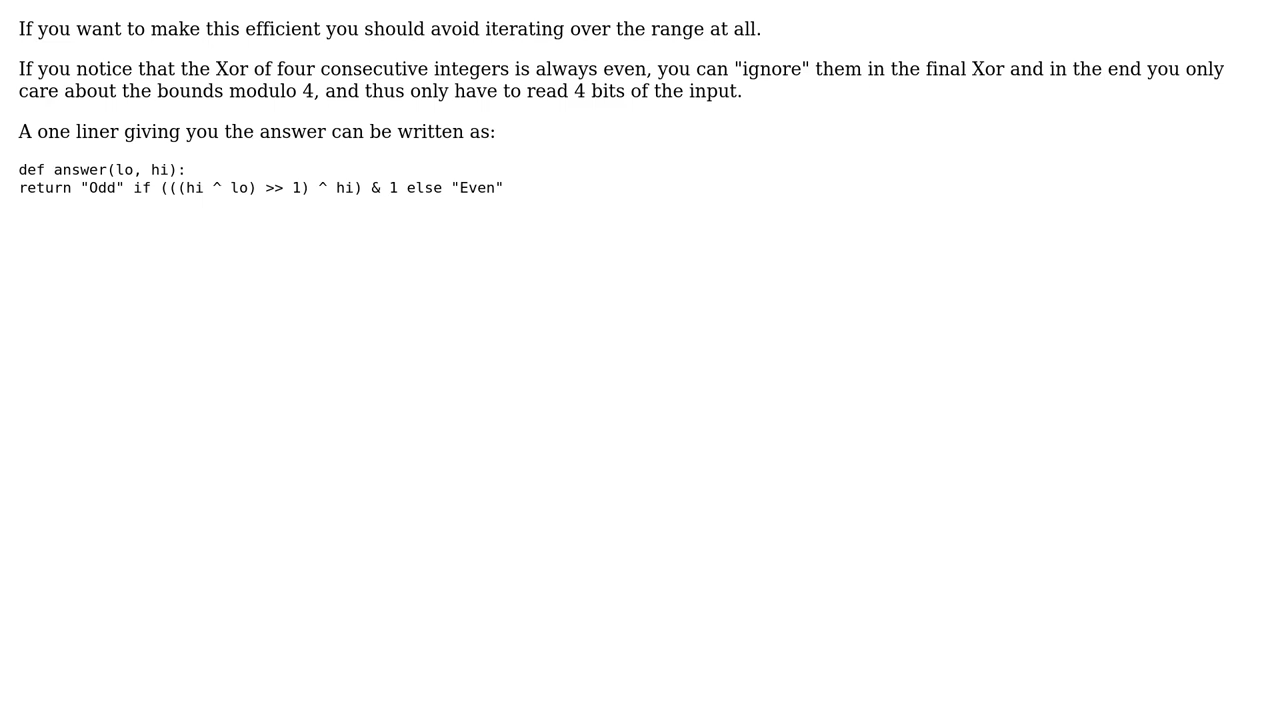 If you want to make this efficient you should avoid iterating over the range at all.
If you notice that the Xor of four consecutive integers is always even, you can "ignore" them in the final Xor and in the end you only
care about the bounds modulo 4, and thus only have to read 4 bits of the input.
A one liner giving you the answer can be written as:
def answer(lo, hi):
return "Odd" if (((hi ^ lo) >> 1) ^ hi) & 1 else "Even"